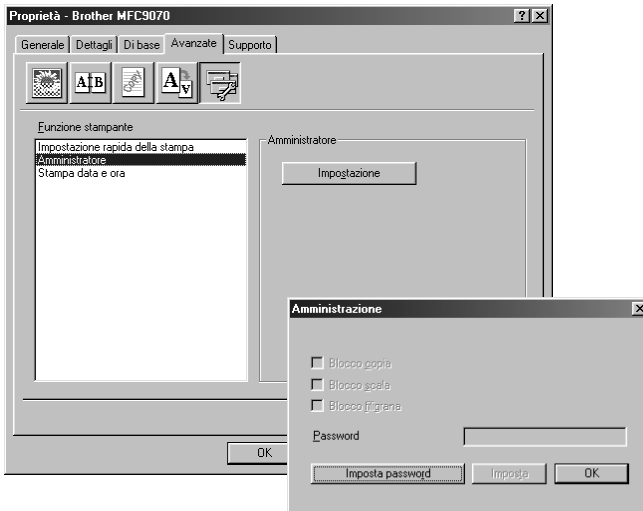 Proprietà - Brother MFC9070
Generale Dettagli Di base Avanzate Supporto
Funzione stampante
Impostazione rapida della stampa
Amministratore
Stampa data e ora
Amministratore
Impostazione
OK
Amministrazione
Blocco copia
Blocco scala
Blocco filigrana
Password
Imposta password Imposta OK